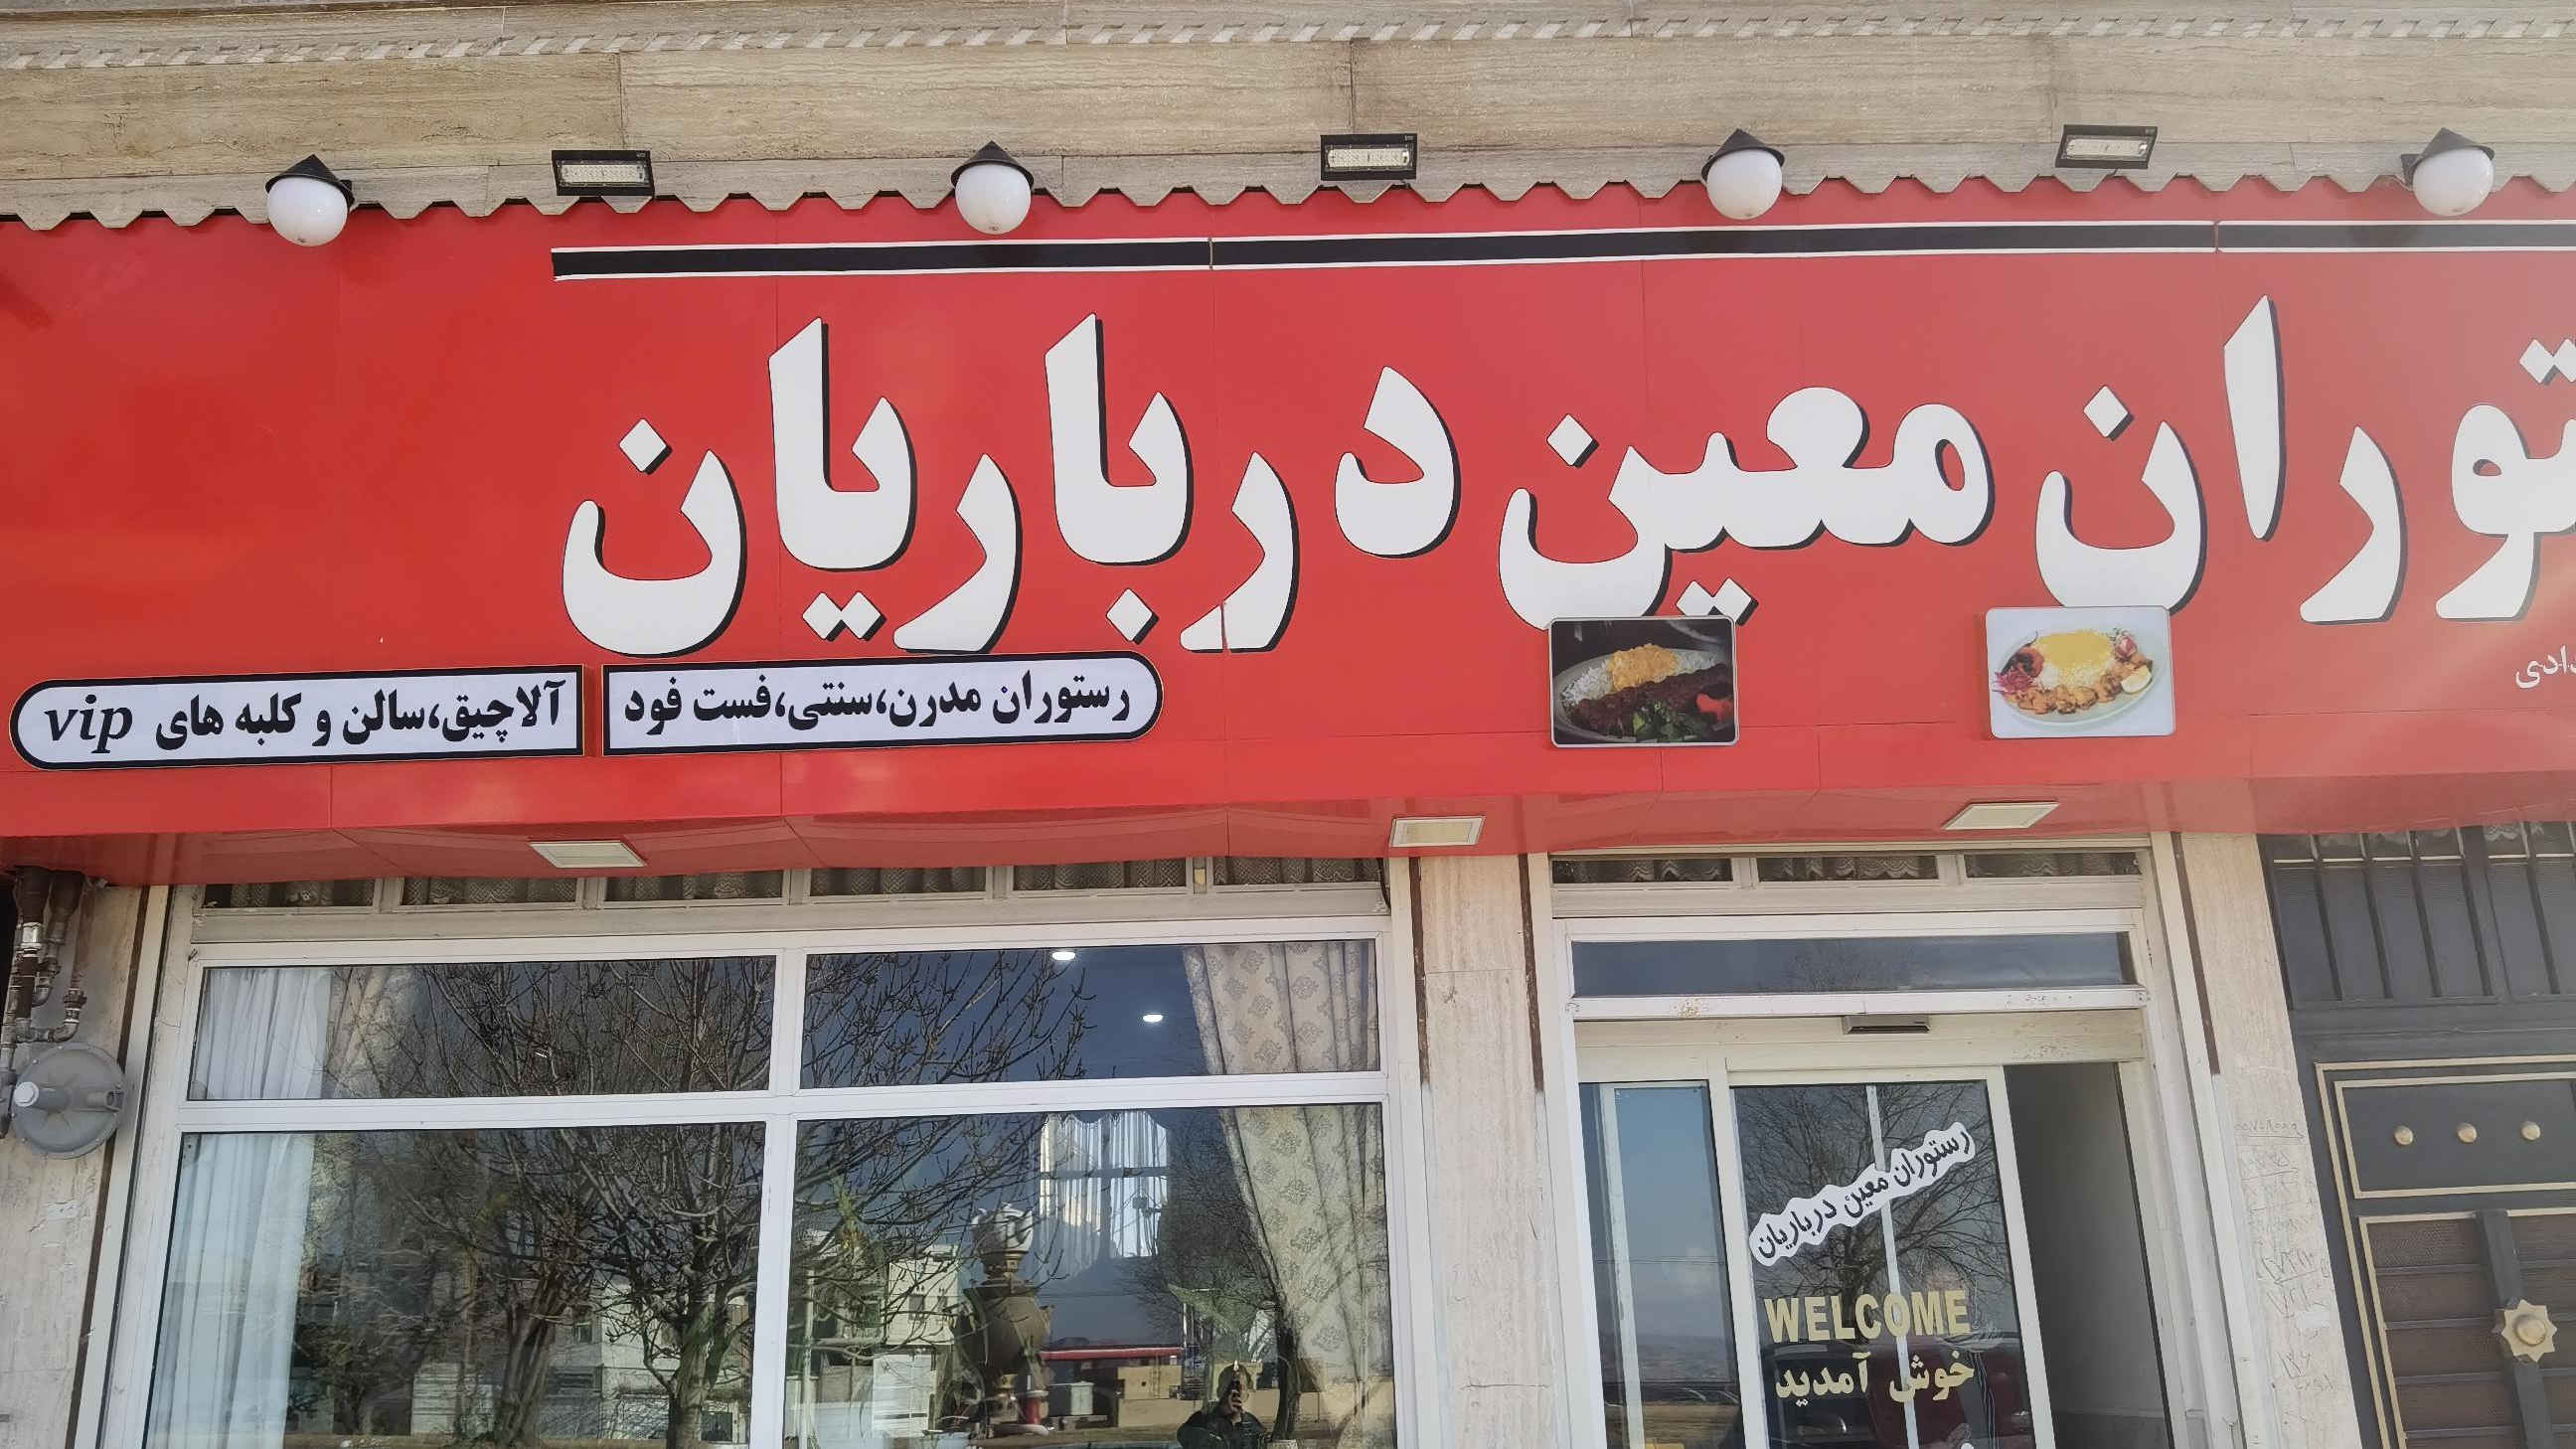 توران معین درباریان
رستوران مدرن،سنتی،فست فود
آلاچیق،سالن و کلبه های vip
رستوران معین درباریان
WELCOME
خوش آمدید